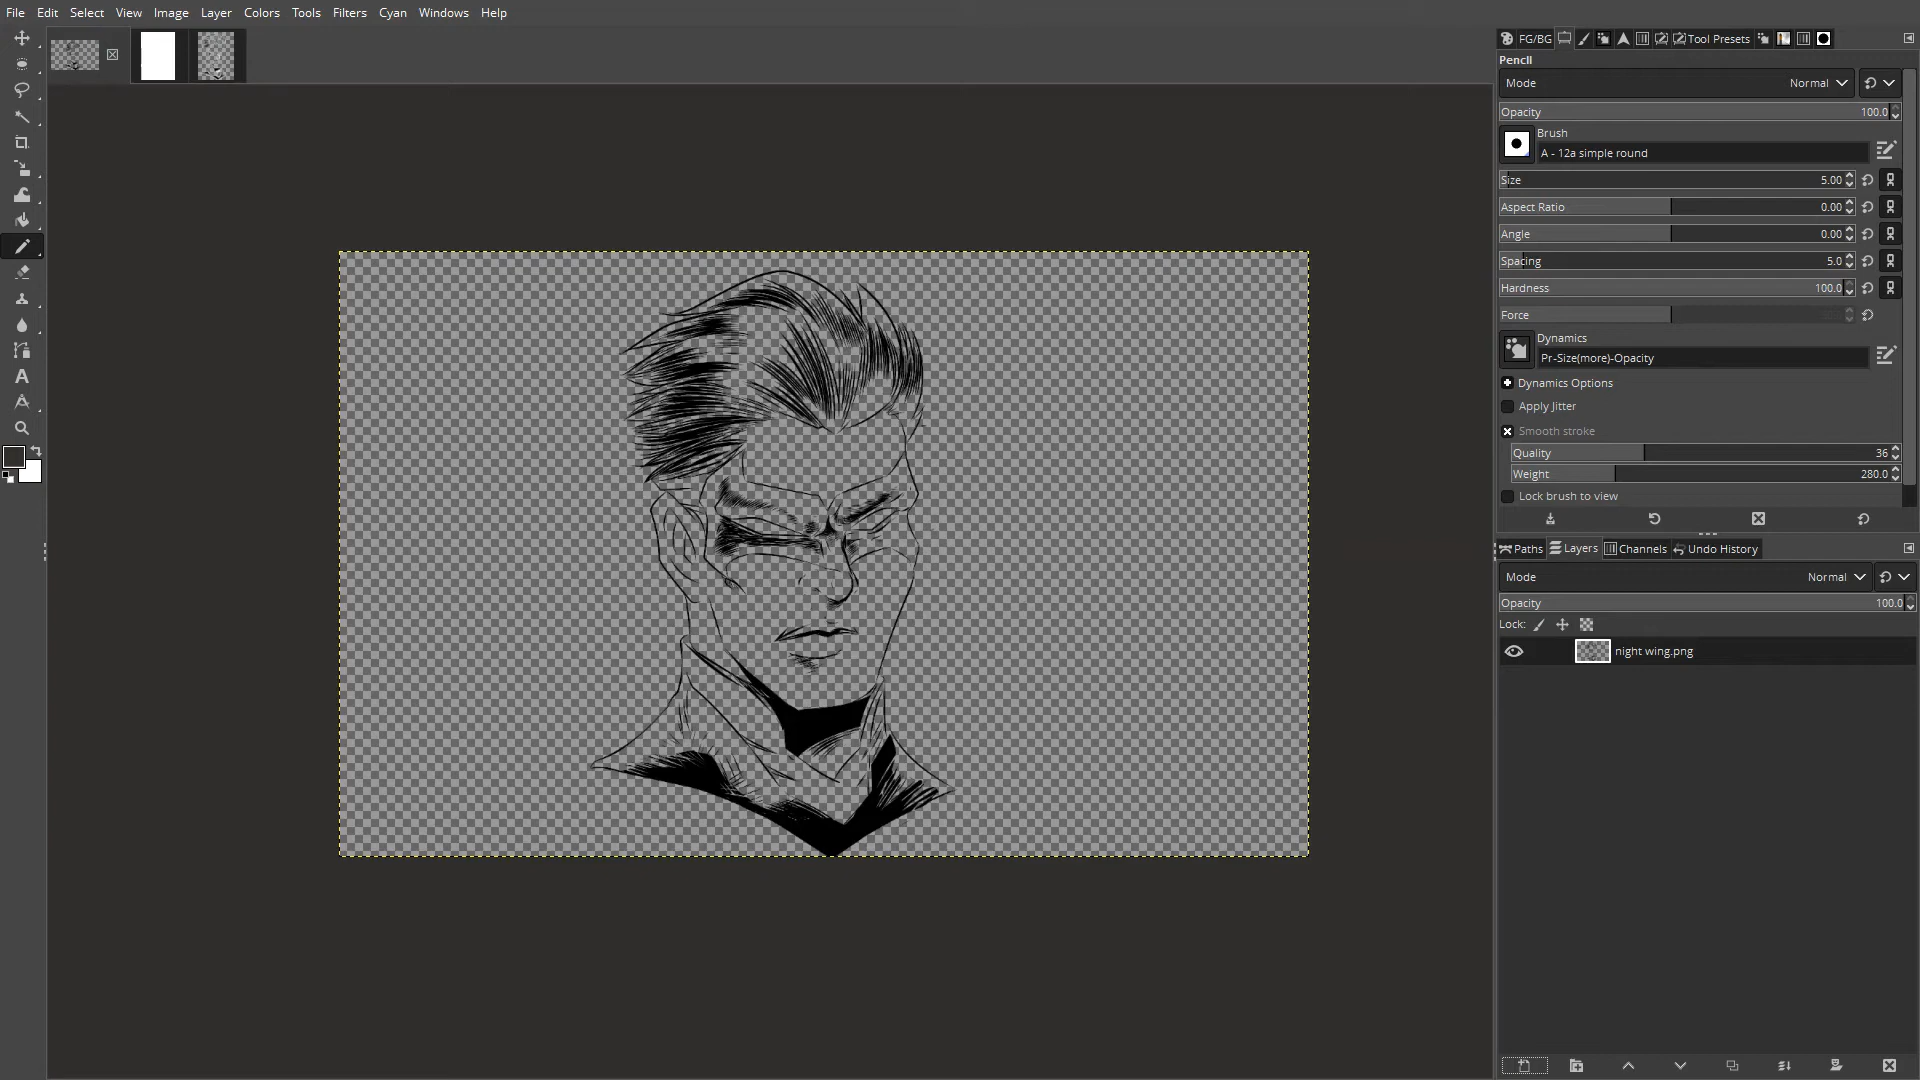 File Edit Select View Image Layer Colors Tools Filters Cyan Windows Help
FG/BG Tool Presets
Pencil
Mode Normal
Opacity 100.0
Brush
A - 12a simple round
Size 5.00
Aspect Ratio 0.00
Angle 0.00
Spacing 5.0
Hardness 100.0
Force
Dynamics
Pr-Size(more)-Opacity
Dynamics Options
Apply Jitter
Smooth stroke
Quality 36
Weight 280.0
Lock brush to view
Paths Layers Channels Undo History
Mode Normal
Opacity 100.0
Lock:
night wing.png